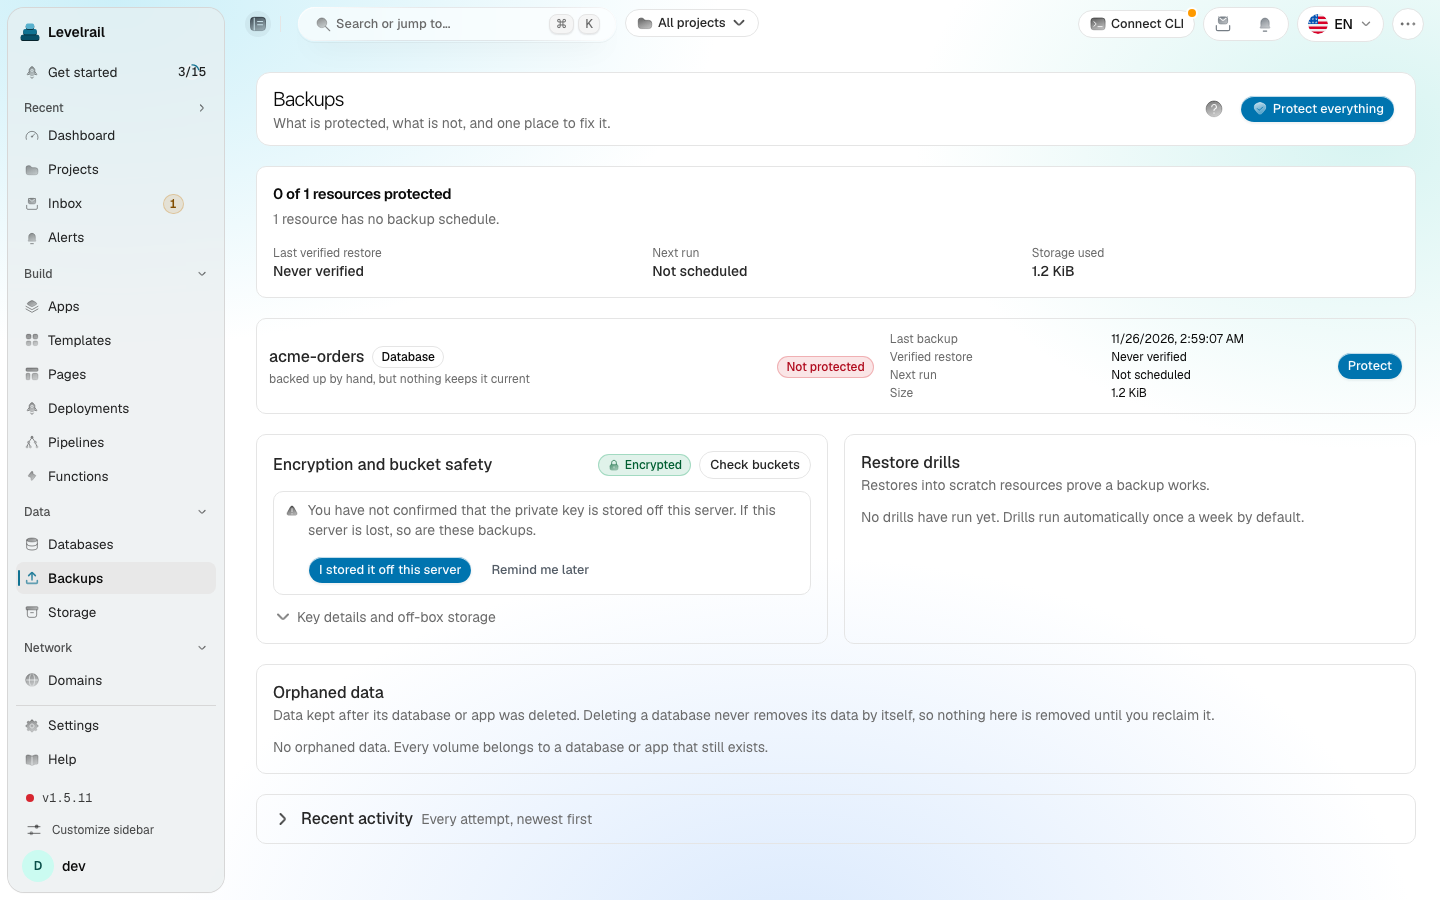 Levelrail
Get started 3/15
Recent
Dashboard
Projects
Inbox 1
Alerts
Build
Apps
Templates
Pages
Deployments
Pipelines
Functions
Data
Databases
Backups
Storage
Network
Domains
Settings
Help
v1.5.11
Customize sidebar
D dev
Search or jump to... ⌘ K
All projects
Connect CLI
EN
Backups
What is protected, what is not, and one place to fix it.
? Protect everything
0 of 1 resources protected
1 resource has no backup schedule.
Last verified restore
Never verified
Next run
Not scheduled
Storage used
1.2 KiB
acme-orders Database
backed up by hand, but nothing keeps it current
Not protected
Last backup 11/26/2026, 2:59:07 AM
Verified restore Never verified
Next run Not scheduled
Size 1.2 KiB
Protect
Encryption and bucket safety
Encrypted
Check buckets
You have not confirmed that the private key is stored off this server. If this
server is lost, so are these backups.
I stored it off this server Remind me later
Key details and off-box storage
Restore drills
Restores into scratch resources prove a backup works.
No drills have run yet. Drills run automatically once a week by default.
Orphaned data
Data kept after its database or app was deleted. Deleting a database never removes its data by itself, so nothing here is removed until you reclaim it.
No orphaned data. Every volume belongs to a database or app that still exists.
Recent activity Every attempt, newest first